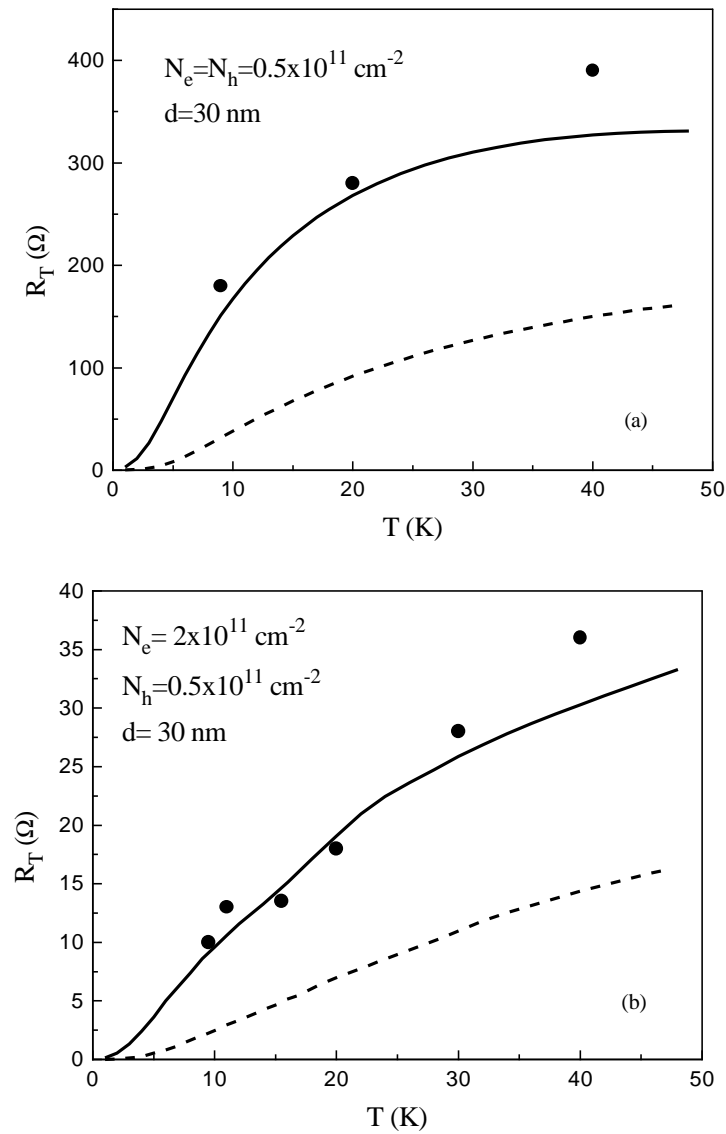 400
300
200
100
0
R_T (Ω)
N_e=N_h=0.5x10^11 cm^-2
d=30 nm
(a)
0 10 20 30 40 50
T (K)
40
35
30
25
20
15
10
5
0
R_T (Ω)
N_e= 2x10^11 cm^-2
N_h=0.5x10^11 cm^-2
d= 30 nm
(b)
0 10 20 30 40 50
T (K)